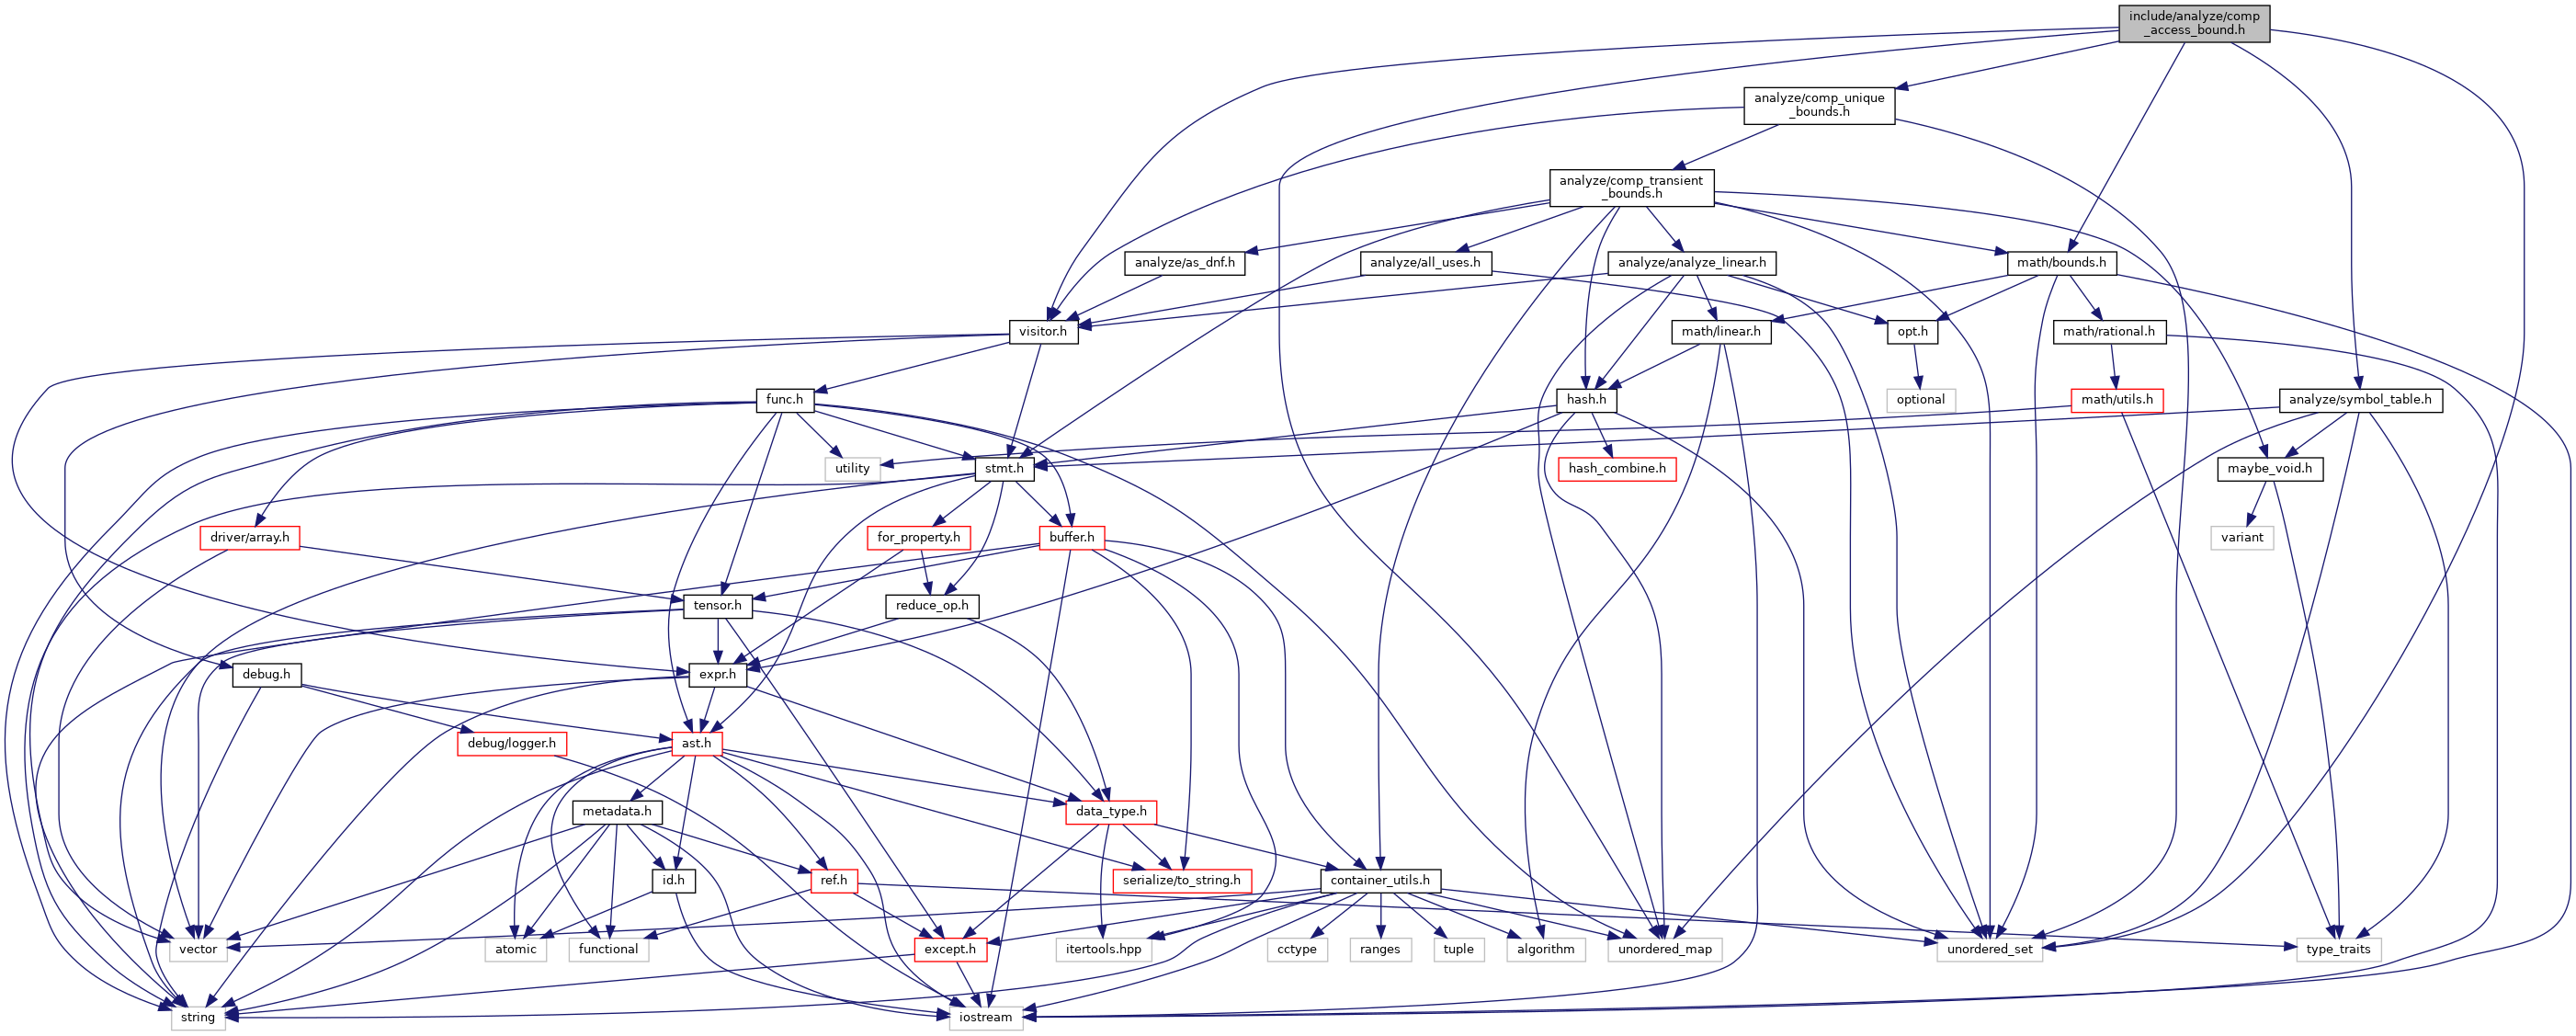 include/analyze/comp
_access_bound.h
analyze/comp_unique
_bounds.h
analyze/comp_transient
_bounds.h
analyze/as_dnf.h
analyze/all_uses.h
analyze/analyze_linear.h
math/bounds.h
visitor.h
math/linear.h
opt.h
math/rational.h
func.h
hash.h
optional
math/utils.h
analyze/symbol_table.h
utility
stmt.h
hash_combine.h
maybe_void.h
driver/array.h
for_property.h
buffer.h
variant
tensor.h
reduce_op.h
debug.h
expr.h
debug/logger.h
ast.h
metadata.h
data_type.h
id.h
ref.h
serialize/to_string.h
container_utils.h
vector
atomic
functional
except.h
itertools.hpp
cctype
ranges
tuple
algorithm
unordered_map
unordered_set
type_traits
string
iostream